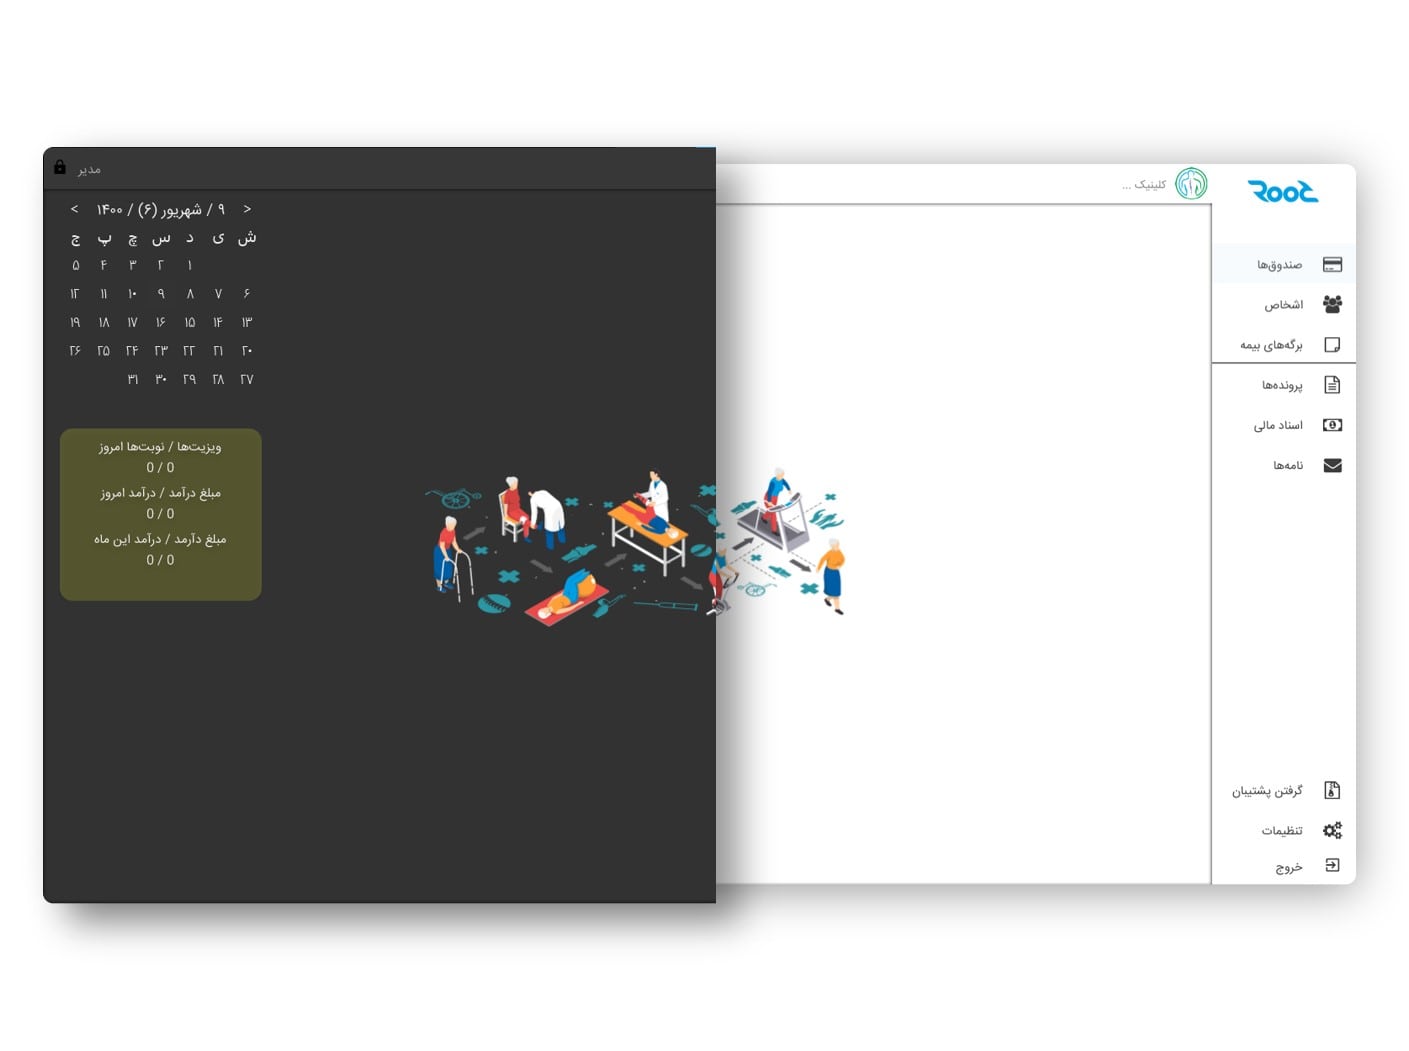 ROOC
کلینیک ...
صندوق‌ها
اشخاص
برگه‌های بیمه
پرونده‌ها
اسناد مالی
نامه‌ها
گرفتن پشتیبان
تنظیمات
خروج
مدیر
< ۹ / شهریور (۶) / ۱۴۰۰ >
ش ی د س چ پ ج
۱ ۲ ۳ ۴ ۵
۶ ۷ ۸ ۹ ۱۰ ۱۱ ۱۲
۱۳ ۱۴ ۱۵ ۱۶ ۱۷ ۱۸ ۱۹
۲۰ ۲۱ ۲۲ ۲۳ ۲۴ ۲۵ ۲۶
۲۷ ۲۸ ۲۹ ۳۰ ۳۱
ویزیت‌ها / نوبت‌ها امروز
0 / 0
مبلغ درآمد / درآمد امروز
0 / 0
مبلغ دآرمد / درآمد این ماه
0 / 0